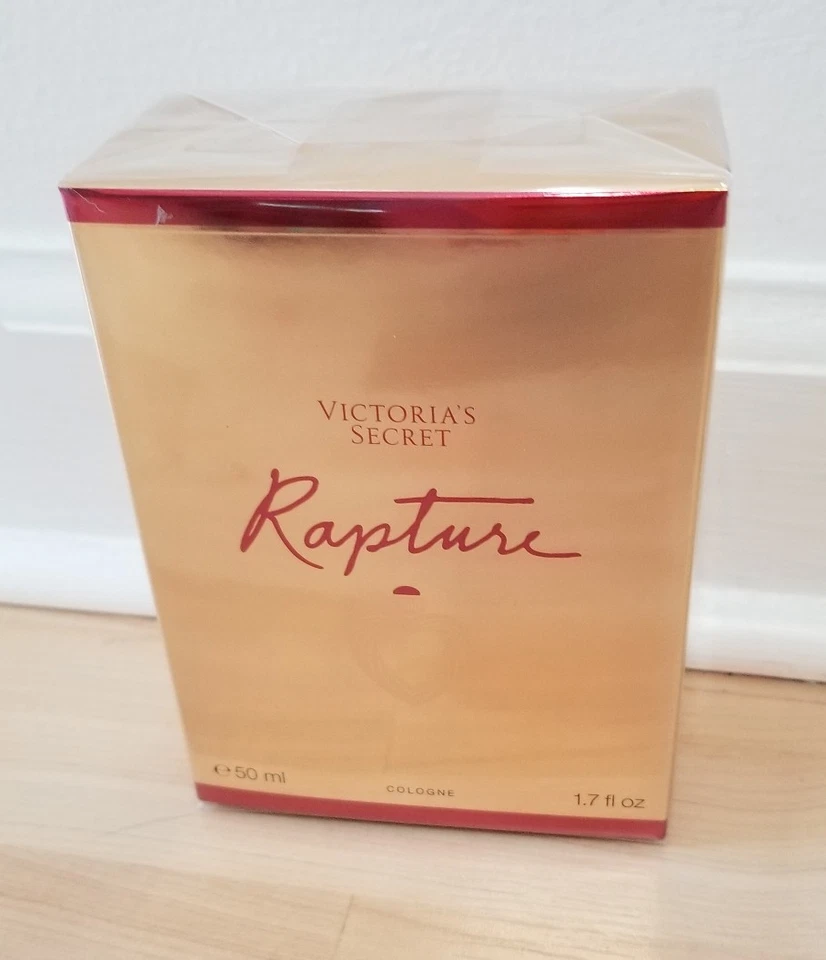 VICTORIA'S
SECRET
Rapture
℮ 50 ml
COLOGNE
1.7 fl oz